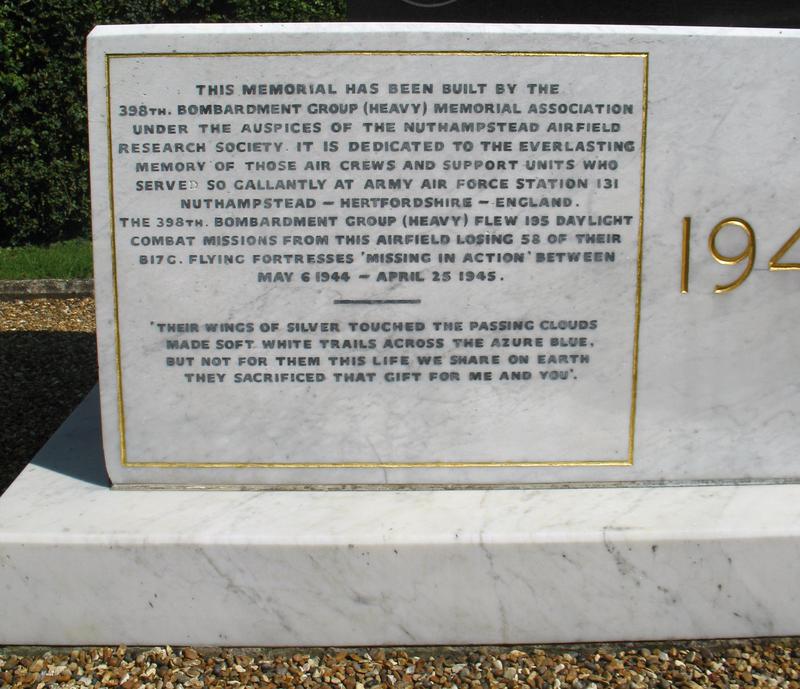 THIS MEMORIAL HAS BEEN BUILT BY THE
398TH. BOMBARDMENT GROUP (HEAVY) MEMORIAL ASSOCIATION
UNDER THE AUSPICES OF THE NUTHAMPSTEAD AIRFIELD
RESEARCH SOCIETY. IT IS DEDICATED TO THE EVERLASTING
MEMORY OF THOSE AIR CREWS AND SUPPORT UNITS WHO
SERVED SO GALLANTLY AT ARMY AIR FORCE STATION 131
NUTHAMPSTEAD – HERTFORDSHIRE – ENGLAND.
THE 398TH. BOMBARDMENT GROUP (HEAVY) FLEW 195 DAYLIGHT
COMBAT MISSIONS FROM THIS AIRFIELD LOSING 58 OF THEIR
B17G. FLYING FORTRESSES 'MISSING IN ACTION' BETWEEN
MAY 6 1944 – APRIL 25 1945.
'THEIR WINGS OF SILVER TOUCHED THE PASSING CLOUDS
MADE SOFT WHITE TRAILS ACROSS THE AZURE BLUE,
BUT NOT FOR THEM THIS LIFE WE SHARE ON EARTH
THEY SACRIFICED THAT GIFT FOR ME AND YOU'.
194